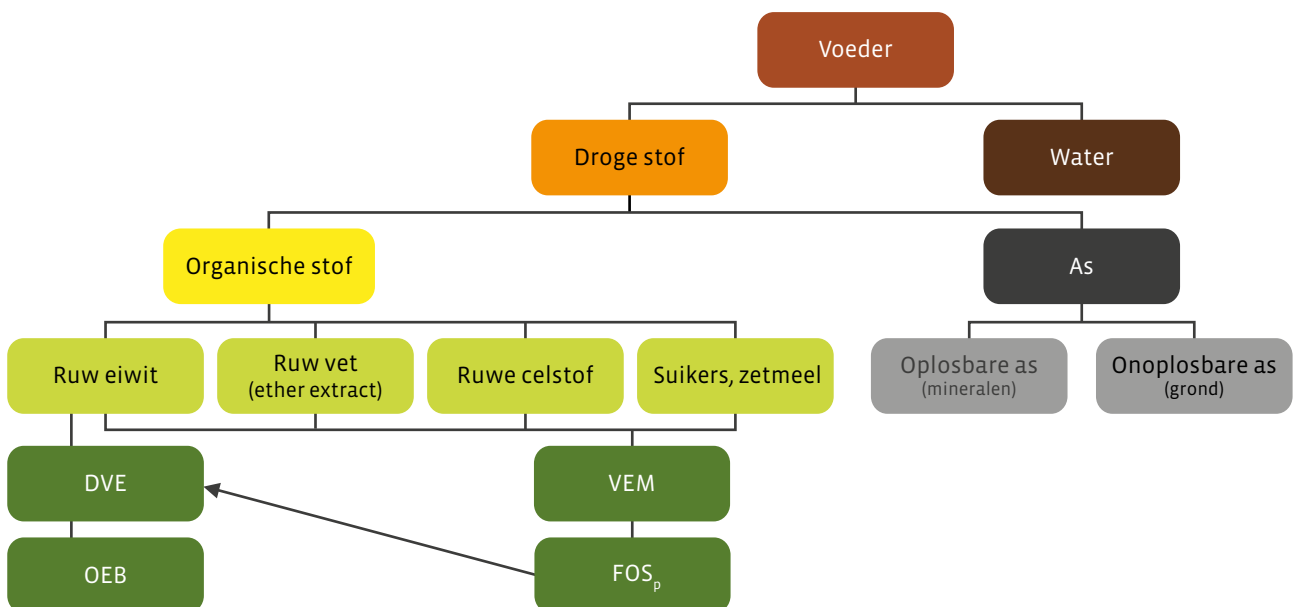 Voeder
Droge stof
Water
Organische stof
As
Ruw eiwit
Ruw vet
(ether extract)
Ruwe celstof
Suikers, zetmeel
Oplosbare as
(mineralen)
Onoplosbare as
(grond)
DVE
VEM
OEB
FOSp